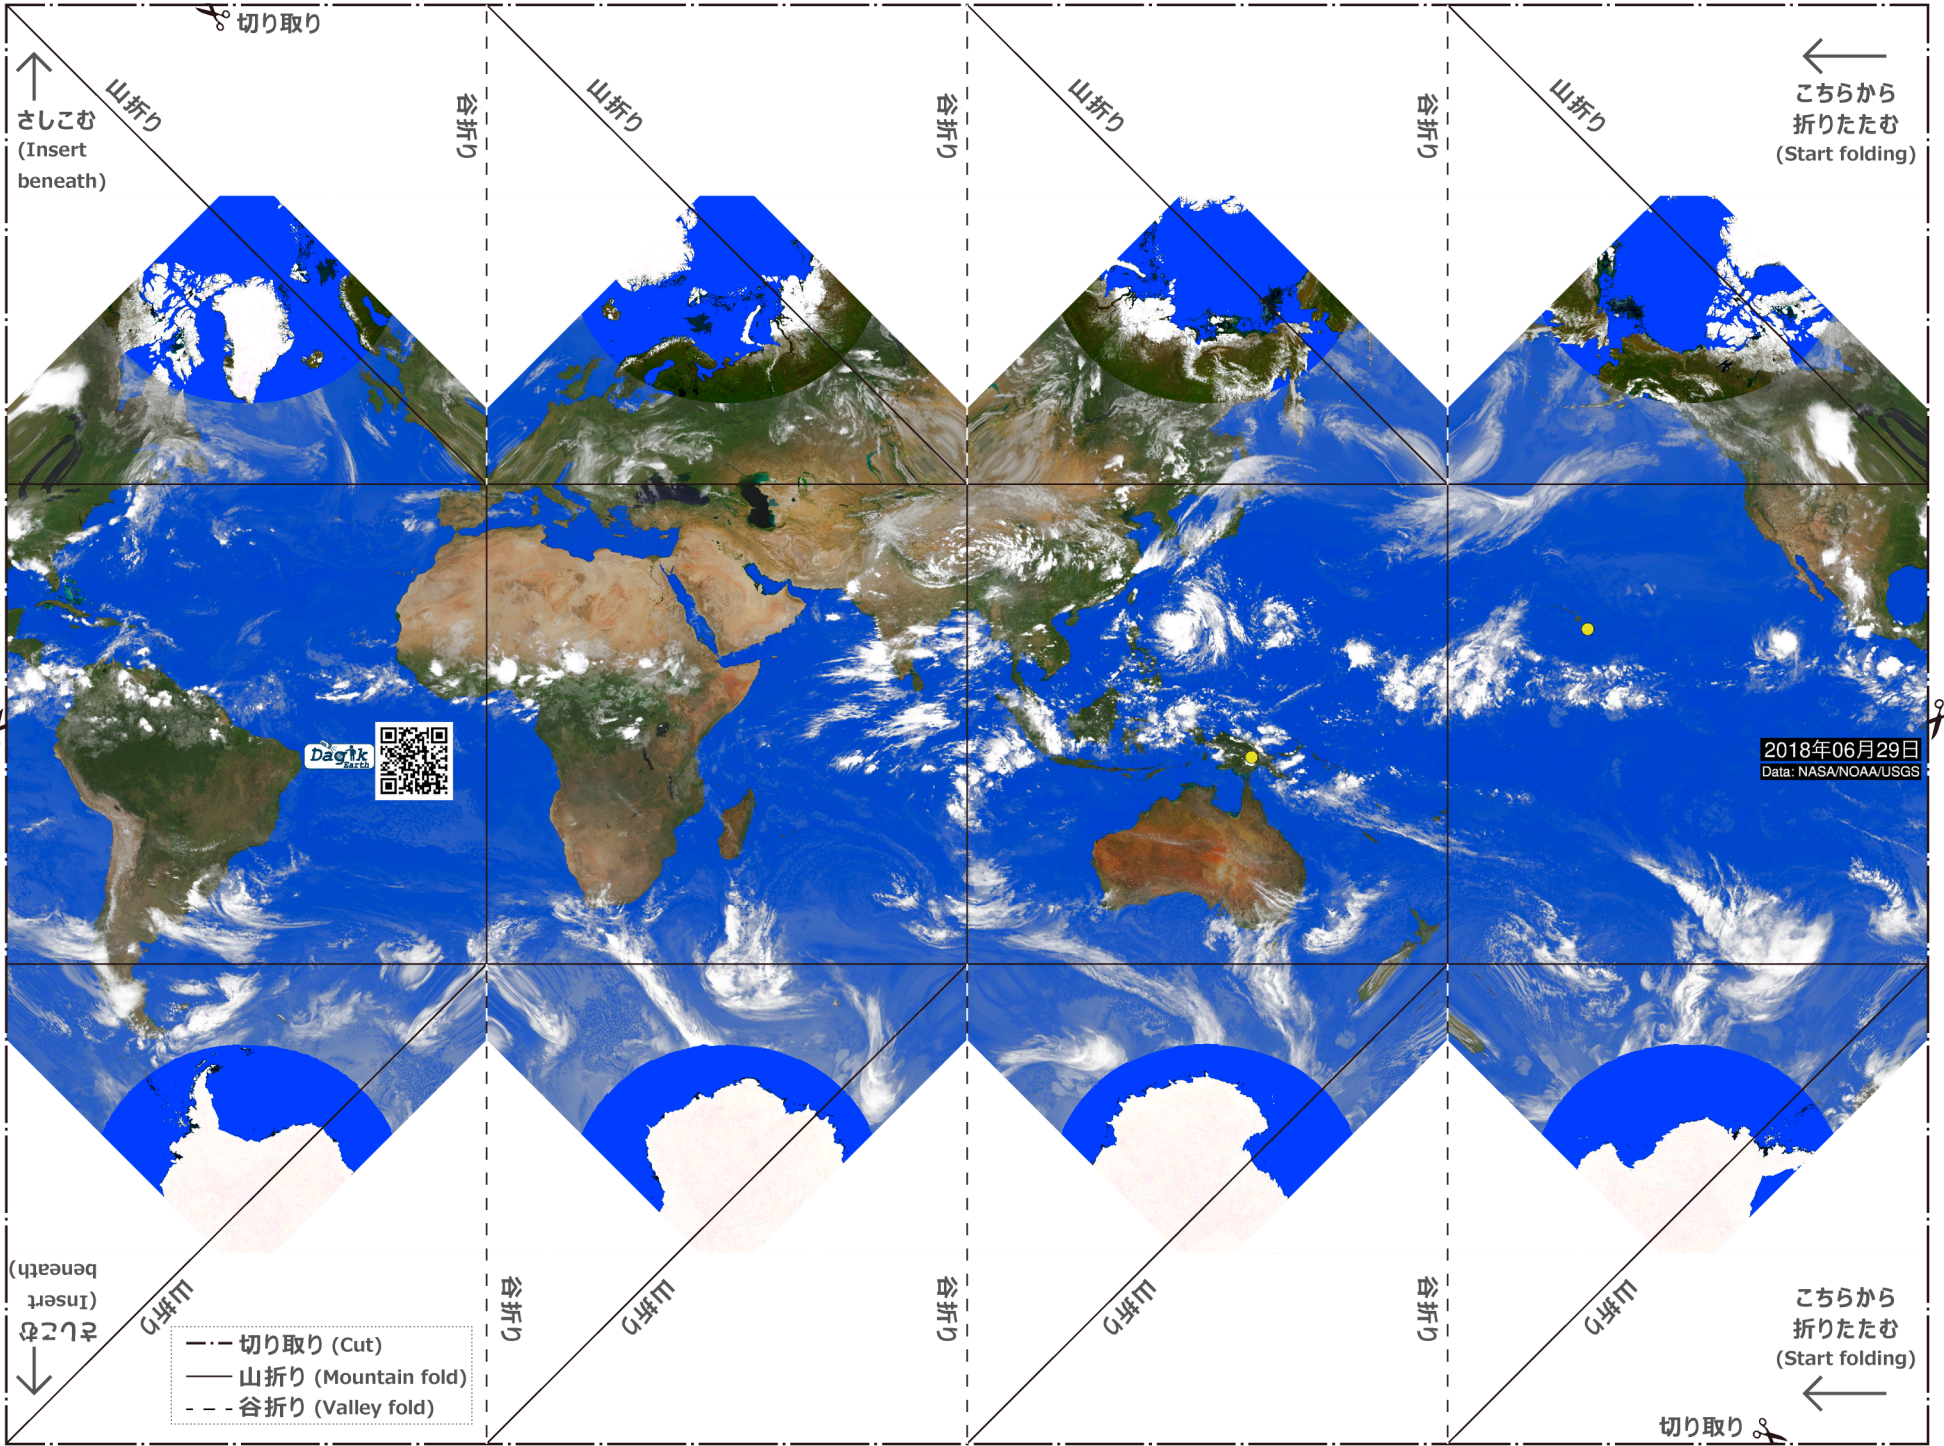 切り取り
山折り
谷折り
山折り
谷折り
山折り
谷折り
山折り
こちらから
折りたたむ
(Start folding)
さしこむ
(Insert
beneath)
Dagik
Earth
2018年06月29日
Data: NASA/NOAA/USGS
さしこむ
(Insert
beneath)
山折り
谷折り
山折り
谷折り
山折り
谷折り
山折り
こちらから
折りたたむ
(Start folding)
切り取り (Cut)
山折り (Mountain fold)
谷折り (Valley fold)
切り取り